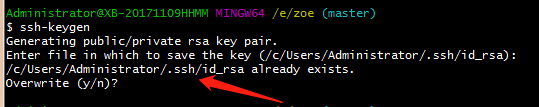 Administrator@XB-20171109HHMM MINGW64 /e/zoe (master)
$ ssh-keygen
Generating public/private rsa key pair.
Enter file in which to save the key (/c/Users/Administrator/.ssh/id_rsa):
/c/Users/Administrator/.ssh/id_rsa already exists.
Overwrite (y/n)?